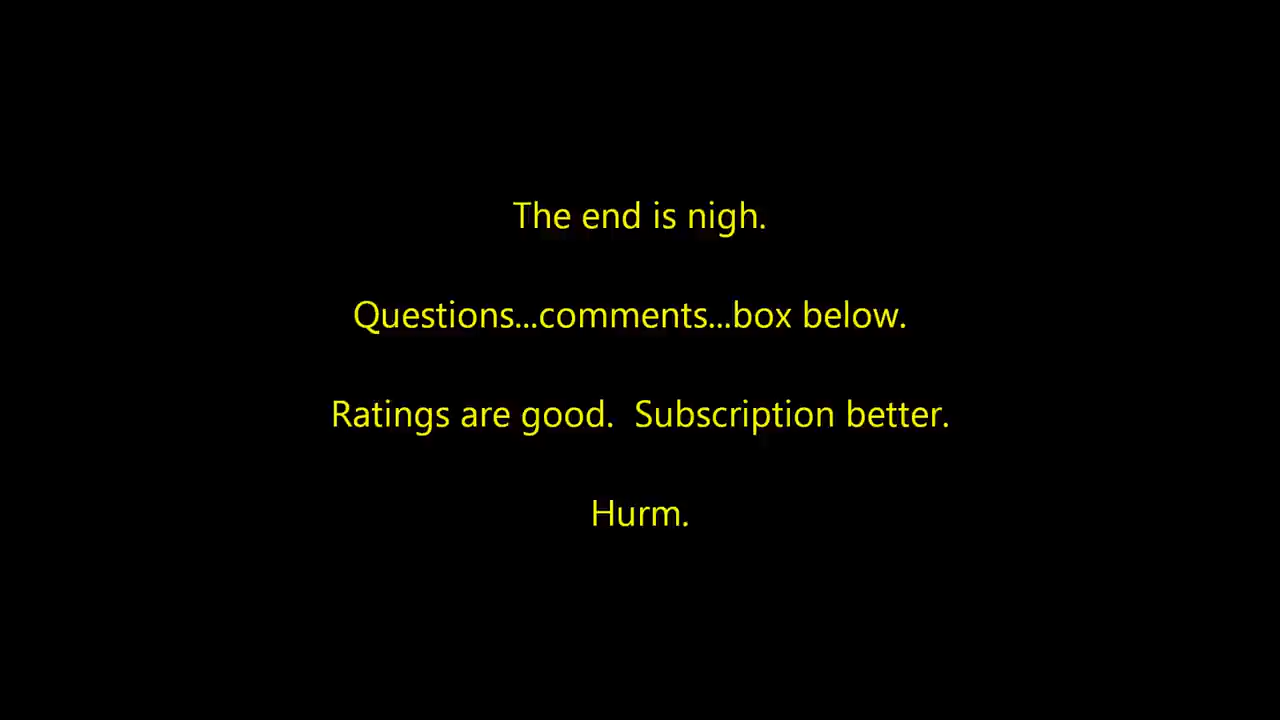 The end is nigh.
Questions...comments...box below.
Ratings are good.  Subscription better.
Hurm.